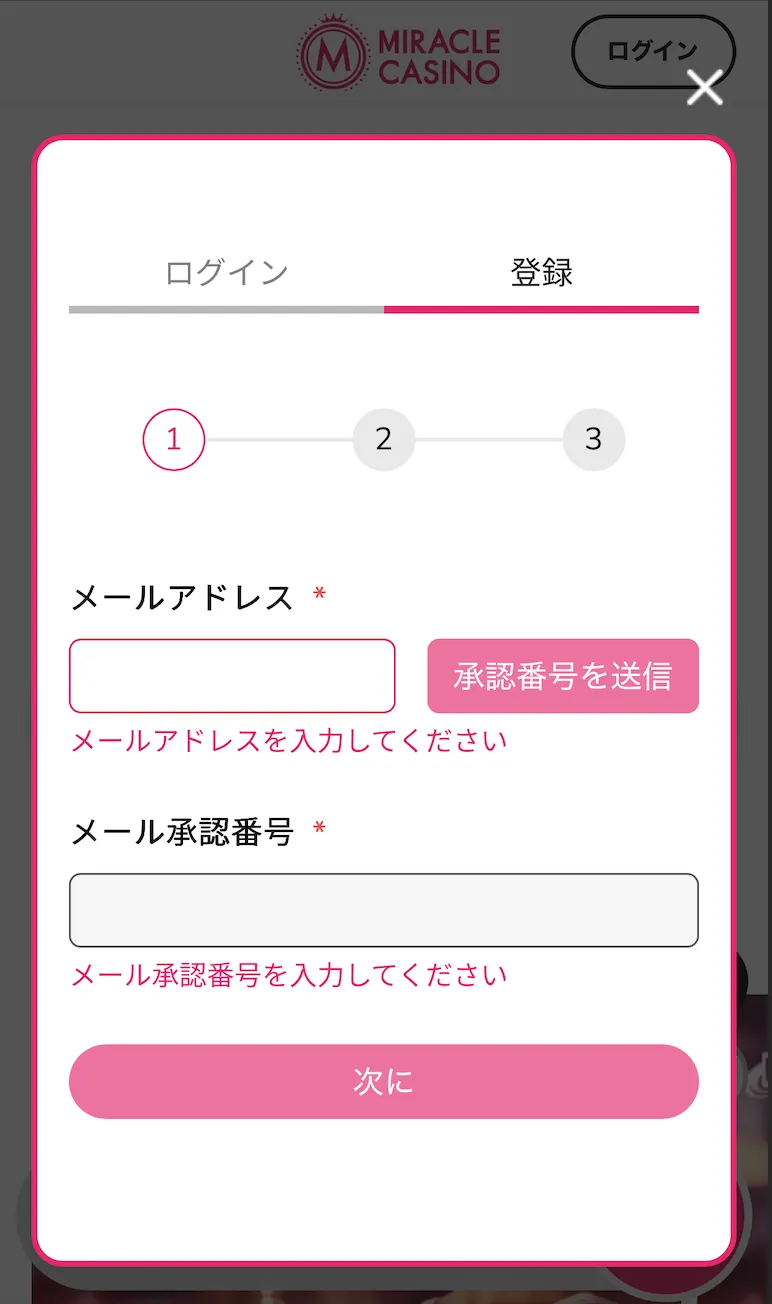 M
MIRACLE
CASINO
ログイン
ログイン
登録
1
2
3
メールアドレス *
承認番号を送信
メールアドレスを入力してください
メール承認番号 *
メール承認番号を入力してください
次に